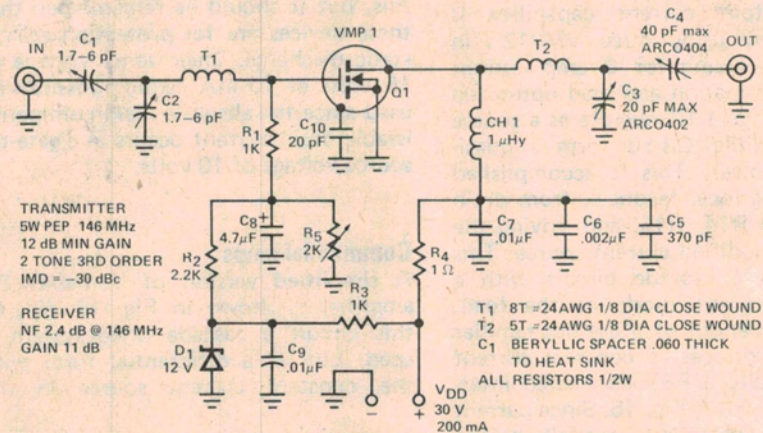 IN
C1
1.7–6 pF
C2
1.7–6 pF
T1
VMP 1
Q1
C10
20 pF
T2
C4
40 pF max
ARCO404
OUT
C3
20 pF MAX
ARCO402
CH 1
1 μHy
R1
1K
TRANSMITTER
5W PEP 146 MHz
12 dB MIN GAIN
2 TONE 3RD ORDER
IMD = –30 dBc
RECEIVER
NF 2.4 dB @ 146 MHz
GAIN 11 dB
R2
2.2K
C8
4.7μF
+
R5
2K
R4
1 Ω
C7
.01μF
C6
.002μF
C5
370 pF
R3
1K
D1
12 V
C9
.01μF
–
+
VDD
30 V
200 mA
T1 8T =24AWG 1/8 DIA CLOSE WOUND
T2 5T =24AWG 1/8 DIA CLOSE WOUND
C1 BERYLLIC SPACER .060 THICK
TO HEAT SINK
ALL RESISTORS 1/2W